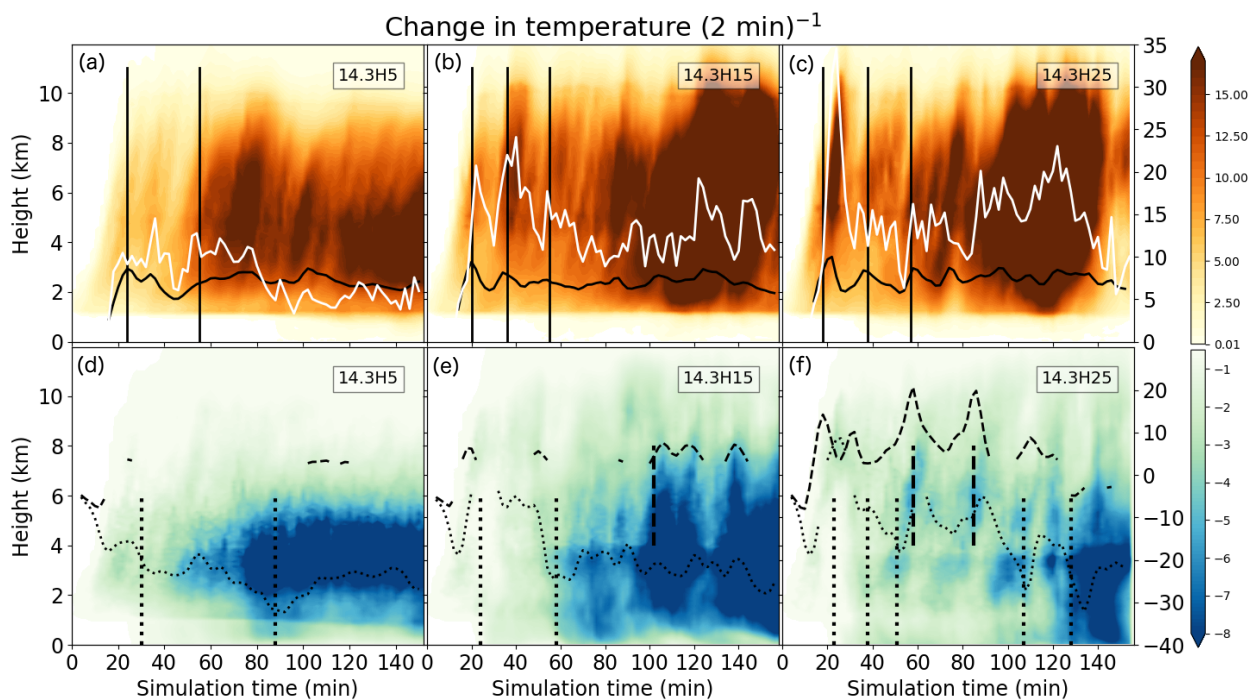 Change in temperature (2 min)⁻¹
(a) 14.3H5
(b) 14.3H15
(c) 14.3H25
Height (km)
10
8
6
4
2
0
35
30
25
20
15
10
5
0
15.00
12.50
10.00
7.50
5.00
2.50
0.01
(d) 14.3H5
(e) 14.3H15
(f) 14.3H25
Height (km)
10
8
6
4
2
0
20
10
0
−10
−20
−30
−40
−1
−2
−3
−4
−5
−6
−7
−8
0 20 40 60 80 100 120 140
0 20 40 60 80 100 120 140
0 20 40 60 80 100 120 140
Simulation time (min)
Simulation time (min)
Simulation time (min)